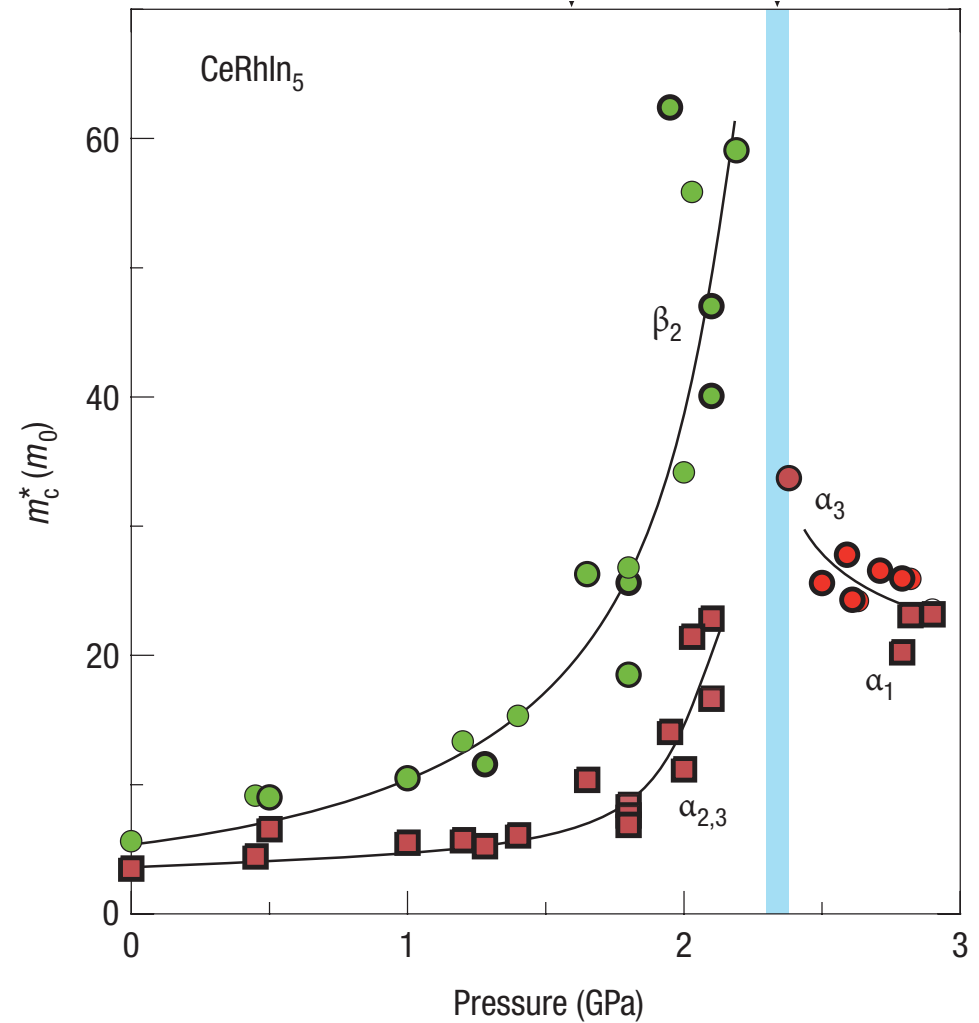 CeRhIn₅
60
40
20
0
m*c (m₀)
β₂
α₃
α₁
α₂,₃
0
1
2
3
Pressure (GPa)